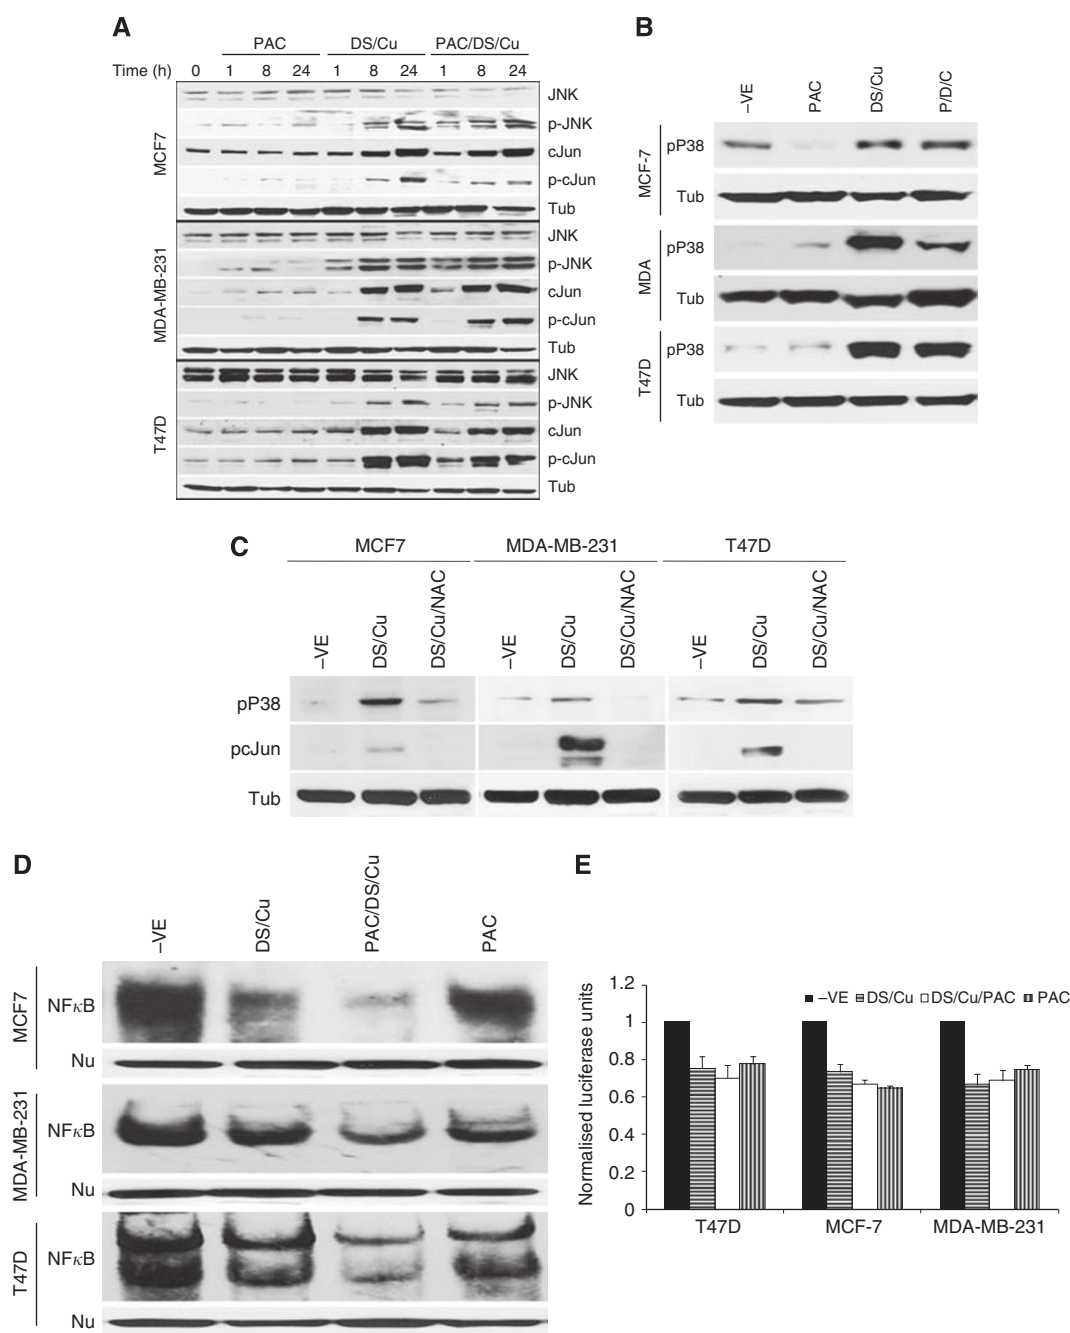 A
PAC DS/Cu PAC/DS/Cu
Time (h) 0 1 8 24 1 8 24 1 8 24
MCF7
JNK
p-JNK
cJun
p-cJun
Tub
MDA-MB-231
JNK
p-JNK
cJun
p-cJun
Tub
T47D
JNK
p-JNK
cJun
p-cJun
Tub
B
–VE PAC DS/Cu P/D/C
MCF-7
pP38
Tub
MDA
pP38
Tub
T47D
pP38
Tub
C
MCF7 MDA-MB-231 T47D
–VE DS/Cu DS/Cu/NAC –VE DS/Cu DS/Cu/NAC –VE DS/Cu DS/Cu/NAC
pP38
pcJun
Tub
D
–VE DS/Cu PAC/DS/Cu PAC
MCF7
NFκB
Nu
MDA-MB-231
NFκB
Nu
T47D
NFκB
Nu
E
Normalised luciferase units
1.2
1
0.8
0.6
0.4
0.2
0
–VE DS/Cu DS/Cu/PAC PAC
T47D MCF-7 MDA-MB-231